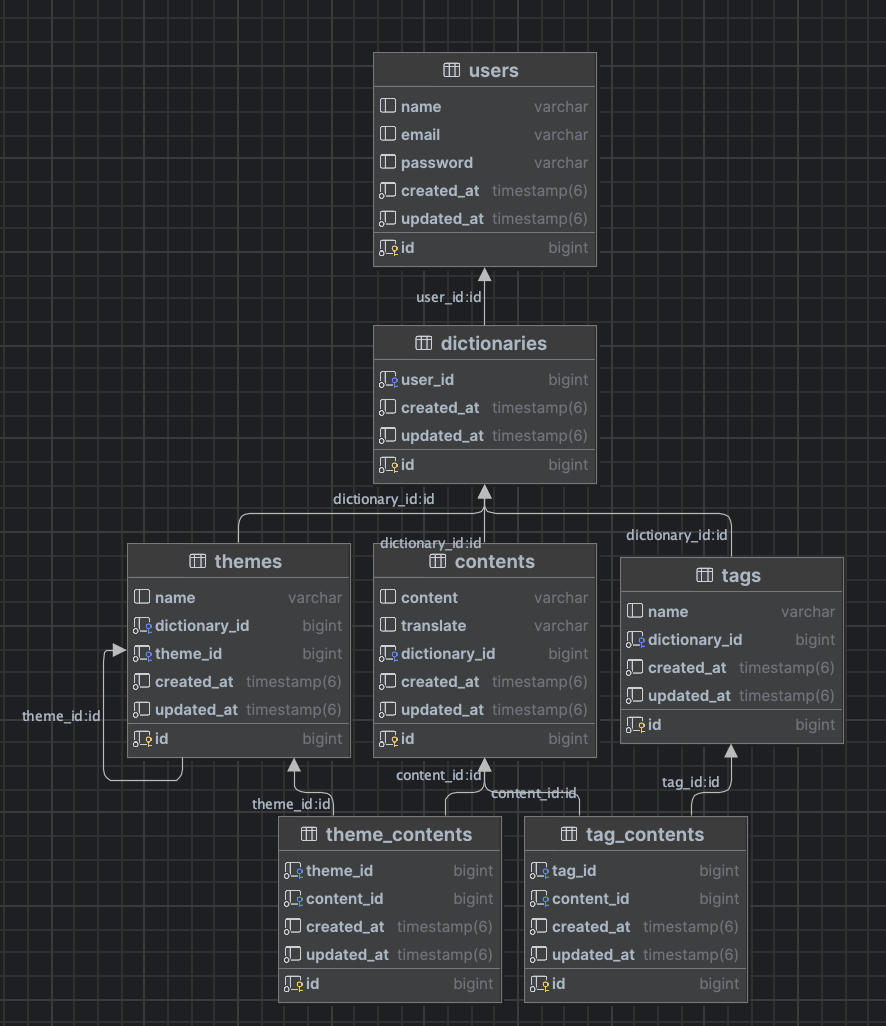 users
name varchar
email varchar
password varchar
created_at timestamp(6)
updated_at timestamp(6)
id bigint
user_id:id
dictionaries
user_id bigint
created_at timestamp(6)
updated_at timestamp(6)
id bigint
dictionary_id:id
dictionary_id:id
dictionary_id:id
themes
name varchar
dictionary_id bigint
theme_id bigint
created_at timestamp(6)
updated_at timestamp(6)
id bigint
theme_id:id
contents
content varchar
translate varchar
dictionary_id bigint
created_at timestamp(6)
updated_at timestamp(6)
id bigint
tags
name varchar
dictionary_id bigint
created_at timestamp(6)
updated_at timestamp(6)
id bigint
theme_id:id
content_id:id
content_id:id
tag_id:id
theme_contents
theme_id bigint
content_id bigint
created_at timestamp(6)
updated_at timestamp(6)
id bigint
tag_contents
tag_id bigint
content_id bigint
created_at timestamp(6)
updated_at timestamp(6)
id bigint